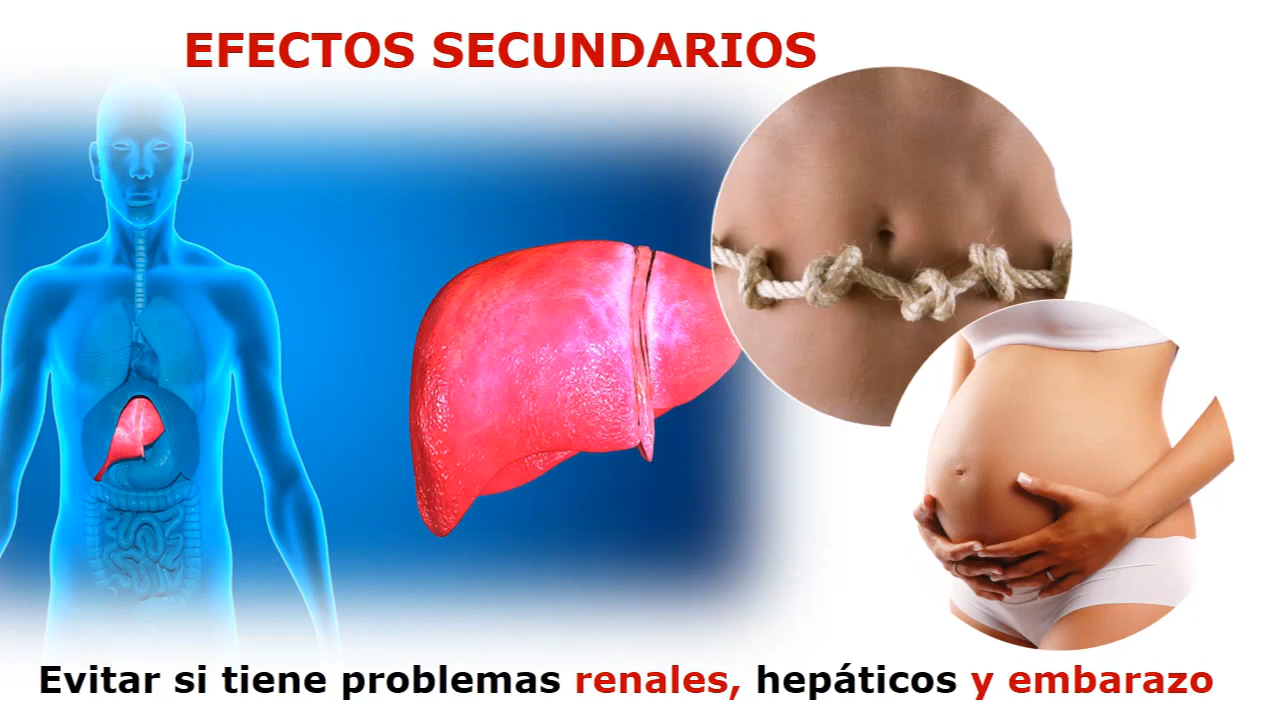 EFECTOS SECUNDARIOS
Evitar si tiene problemas renales, hepáticos y embarazo